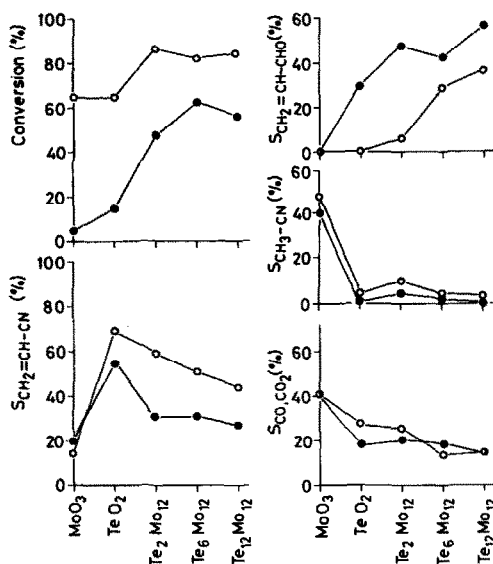 Conversion (%)
100
80
60
40
20
0
S_CH₂=CH-CHO (%)
60
40
20
0
S_CH₃-CN (%)
40
20
0
S_CH₂=CH-CN (%)
100
80
60
40
20
0
S_CO,CO₂ (%)
60
40
20
0
MoO₃
TeO₂
Te₂Mo₁₂
Te₆Mo₁₂
Te₁₂Mo₁₂
MoO₃
TeO₂
Te₂Mo₁₂
Te₆Mo₁₂
Te₁₂Mo₁₂